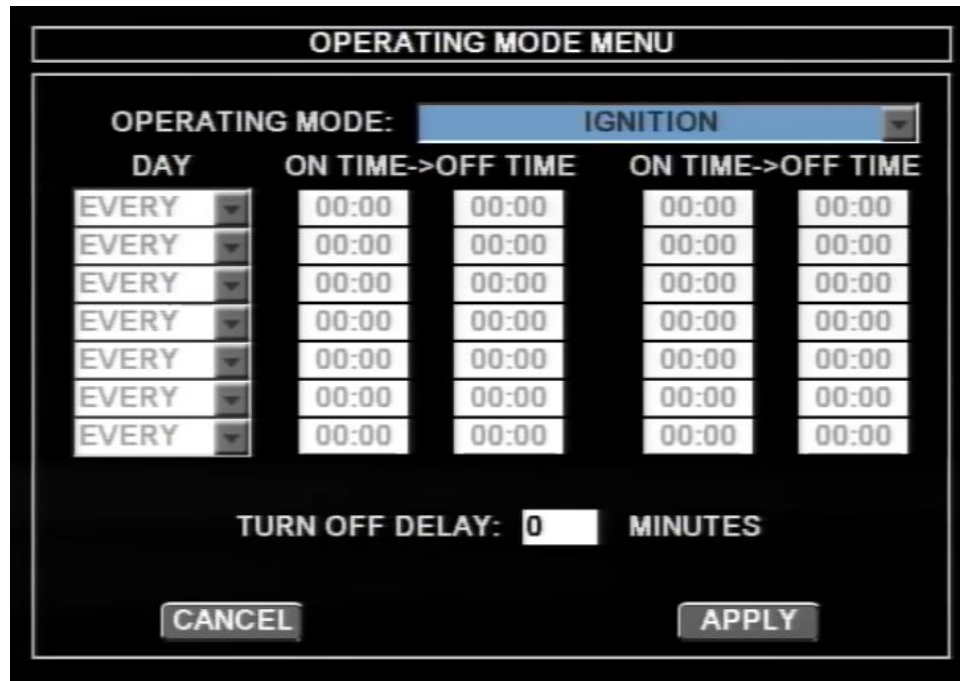 OPERATING MODE MENU
OPERATING MODE: IGNITION
DAY ON TIME->OFF TIME ON TIME->OFF TIME
EVERY 00:00 00:00 00:00 00:00
EVERY 00:00 00:00 00:00 00:00
EVERY 00:00 00:00 00:00 00:00
EVERY 00:00 00:00 00:00 00:00
EVERY 00:00 00:00 00:00 00:00
EVERY 00:00 00:00 00:00 00:00
EVERY 00:00 00:00 00:00 00:00
TURN OFF DELAY: 0 MINUTES
CANCEL APPLY